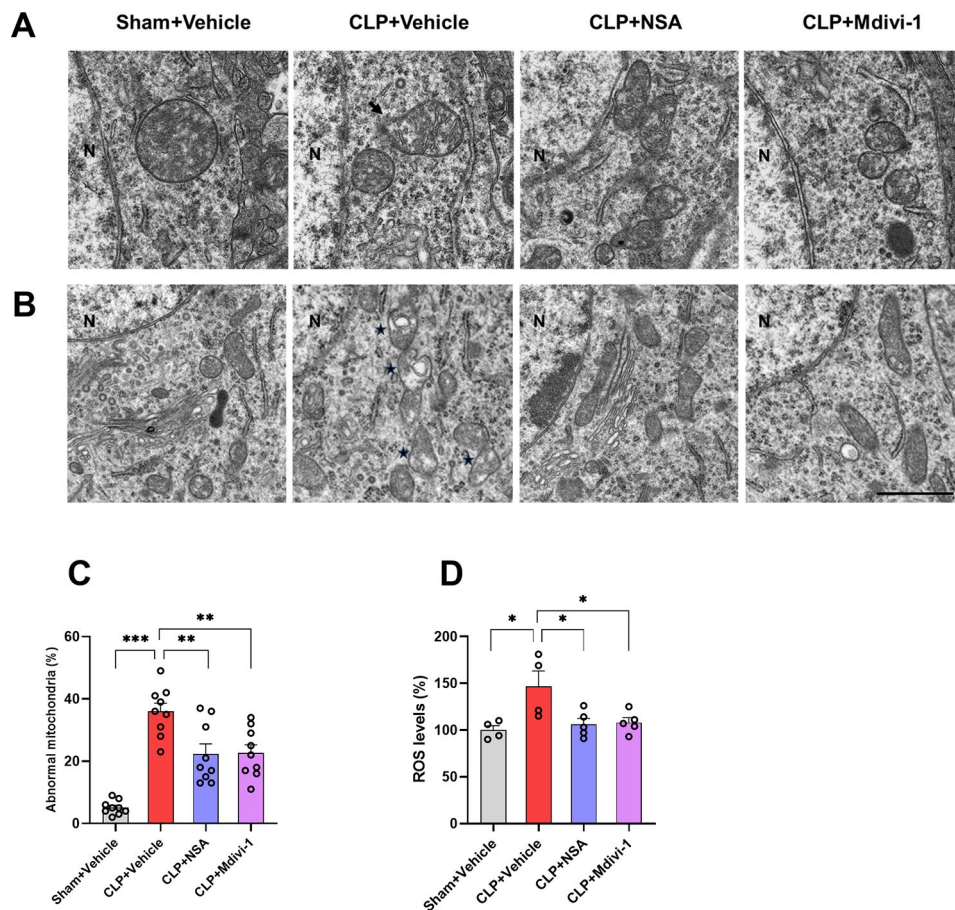 A
Sham+Vehicle CLP+Vehicle CLP+NSA CLP+Mdivi-1
N N N N
B
N N N N
C
*** ** **
Abnormal mitochondria (%)
60
40
20
0
Sham+Vehicle
CLP+Vehicle
CLP+NSA
CLP+Mdivi-1
D
* * *
ROS levels (%)
200
150
100
50
0
Sham+Vehicle
CLP+Vehicle
CLP+NSA
CLP+Mdivi-1